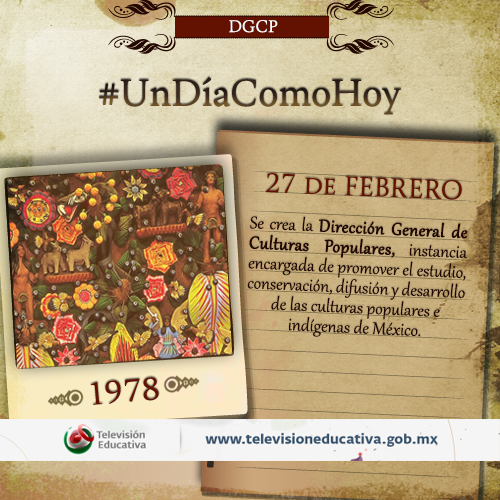 DGCP
#UnDíaComoHoy
27 DE FEBRERO
Se crea la Dirección General de
Culturas Populares, instancia
encargada de promover el estudio,
conservación, difusión y desarrollo
de las culturas populares e
indígenas de México.
1978
Televisión
Educativa
www.televisioneducativa.gob.mx